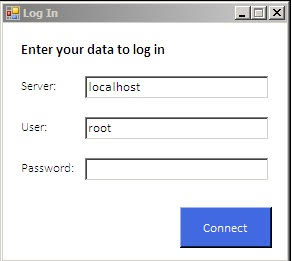 Log In
Enter your data to log in
Server: localhost
User: root
Password:
Connect